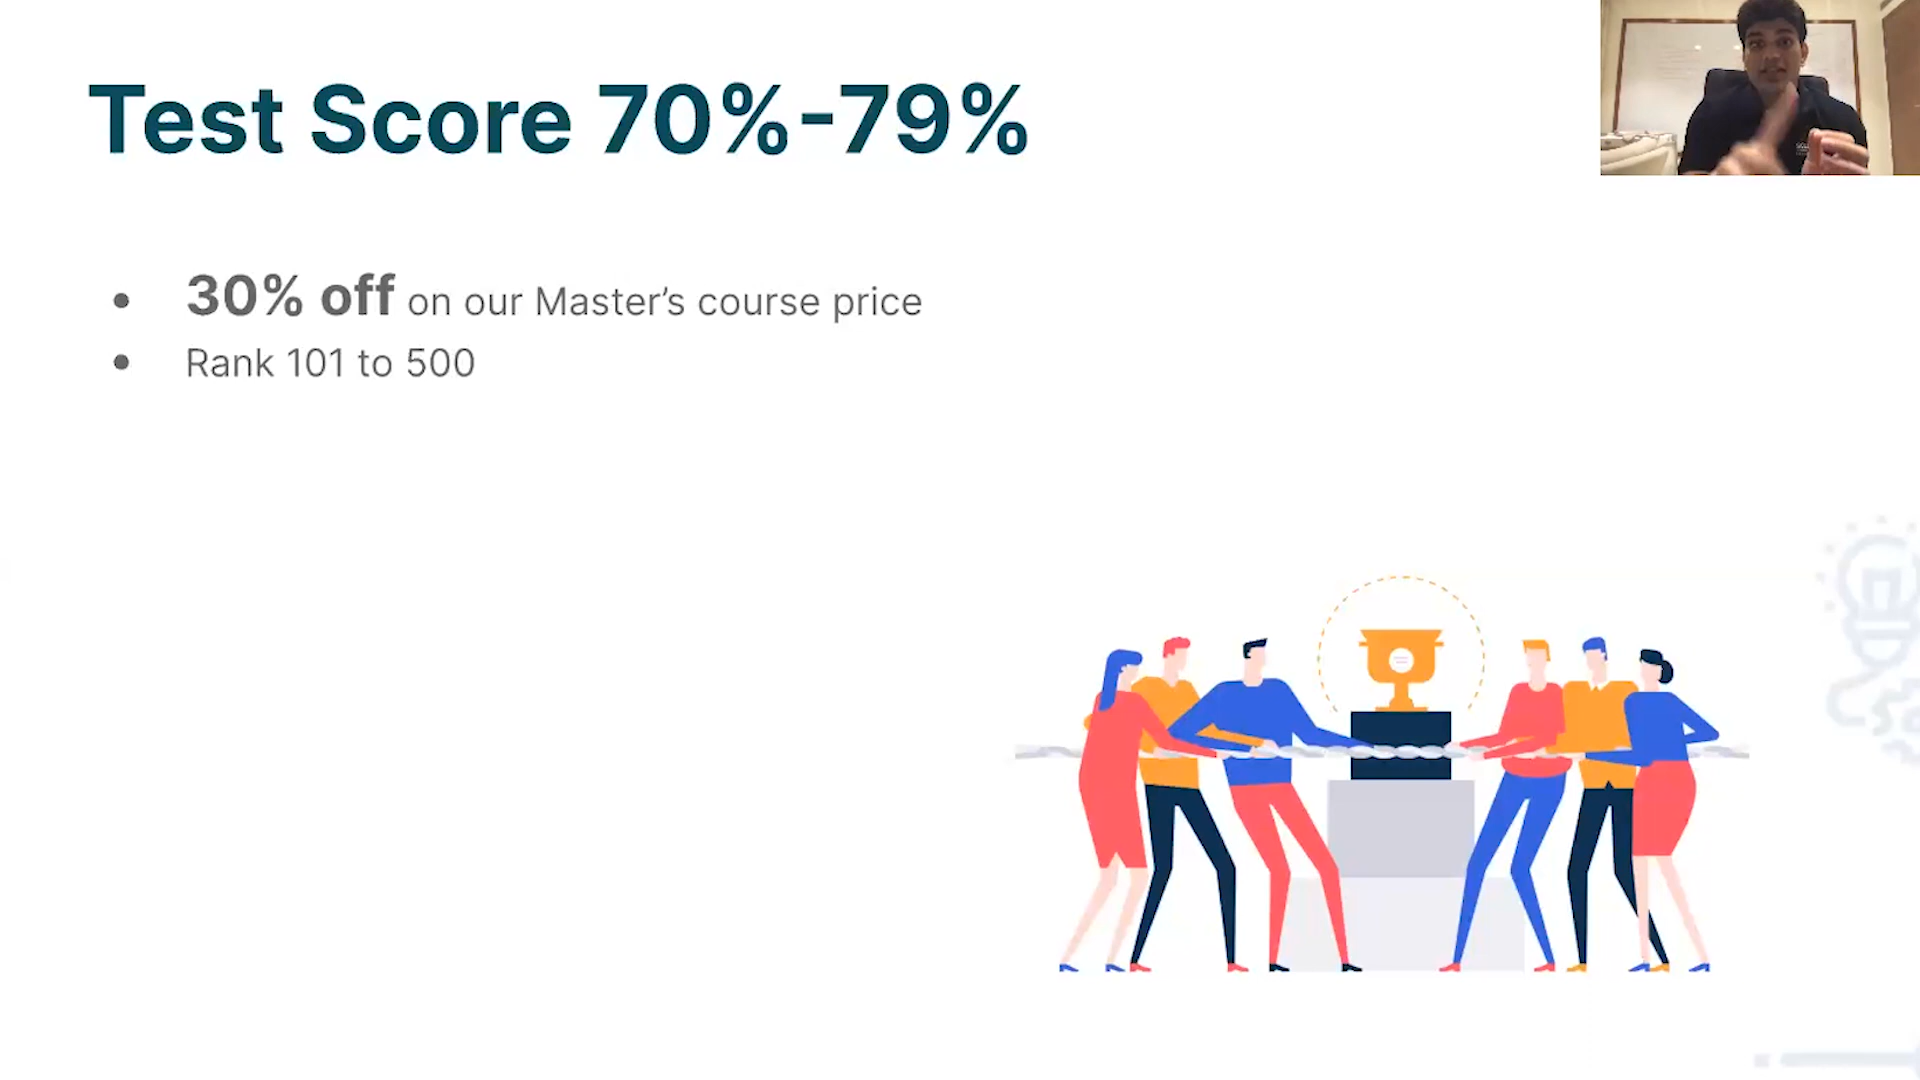 Test Score 70%-79%
• 30% off on our Master’s course price
• Rank 101 to 500